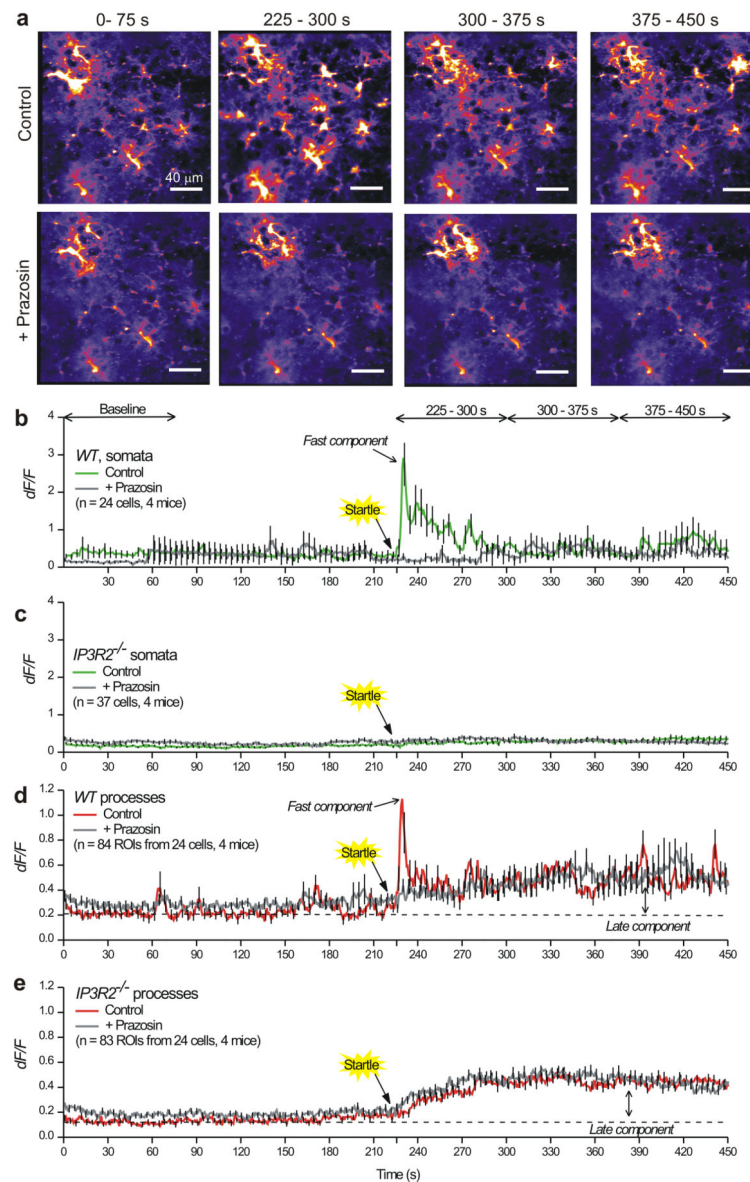 a
0- 75 s
225 - 300 s
300 - 375 s
375 - 450 s
Control
40 μm
+ Prazosin
b
Baseline
225 - 300 s
300 - 375 s
375 - 450 s
dF/F
4
3
2
1
0
WT, somata
Control
+ Prazosin
(n = 24 cells, 4 mice)
Fast component
Startle
0 30 60 90 120 150 180 210 230 270 300 330 360 390 420 450
c
dF/F
4
3
2
1
0
IP3R2-/- somata
Control
+ Prazosin
(n = 37 cells, 4 mice)
Startle
0 30 60 90 120 150 180 210 230 270 300 330 360 390 420 450
d
dF/F
1.2
1.0
0.8
0.6
0.4
0.2
0.0
WT processes
Control
+ Prazosin
(n = 84 ROIs from 24 cells, 4 mice)
Fast component
Startle
Late component
0 30 60 90 120 150 180 210 230 270 300 330 360 390 420 450
e
dF/F
1.2
1.0
0.8
0.6
0.4
0.2
0.0
IP3R2-/- processes
Control
+ Prazosin
(n = 83 ROIs from 24 cells, 4 mice)
Startle
Late component
0 30 60 90 120 150 180 210 230 270 300 330 360 390 420 450
Time (s)